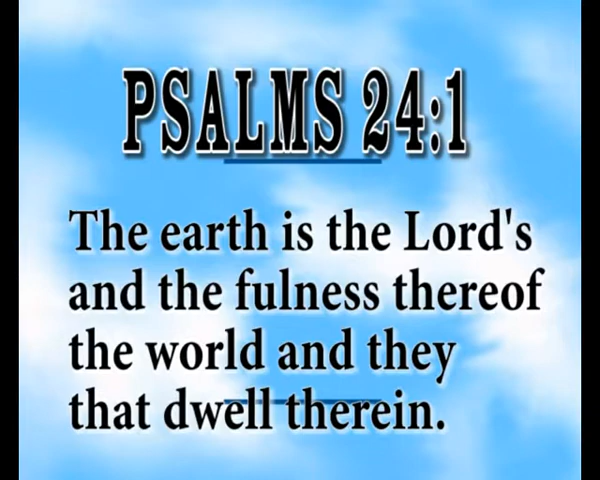 PSALMS 24:1
The earth is the Lord's
and the fulness thereof
the world and they
that dwell therein.